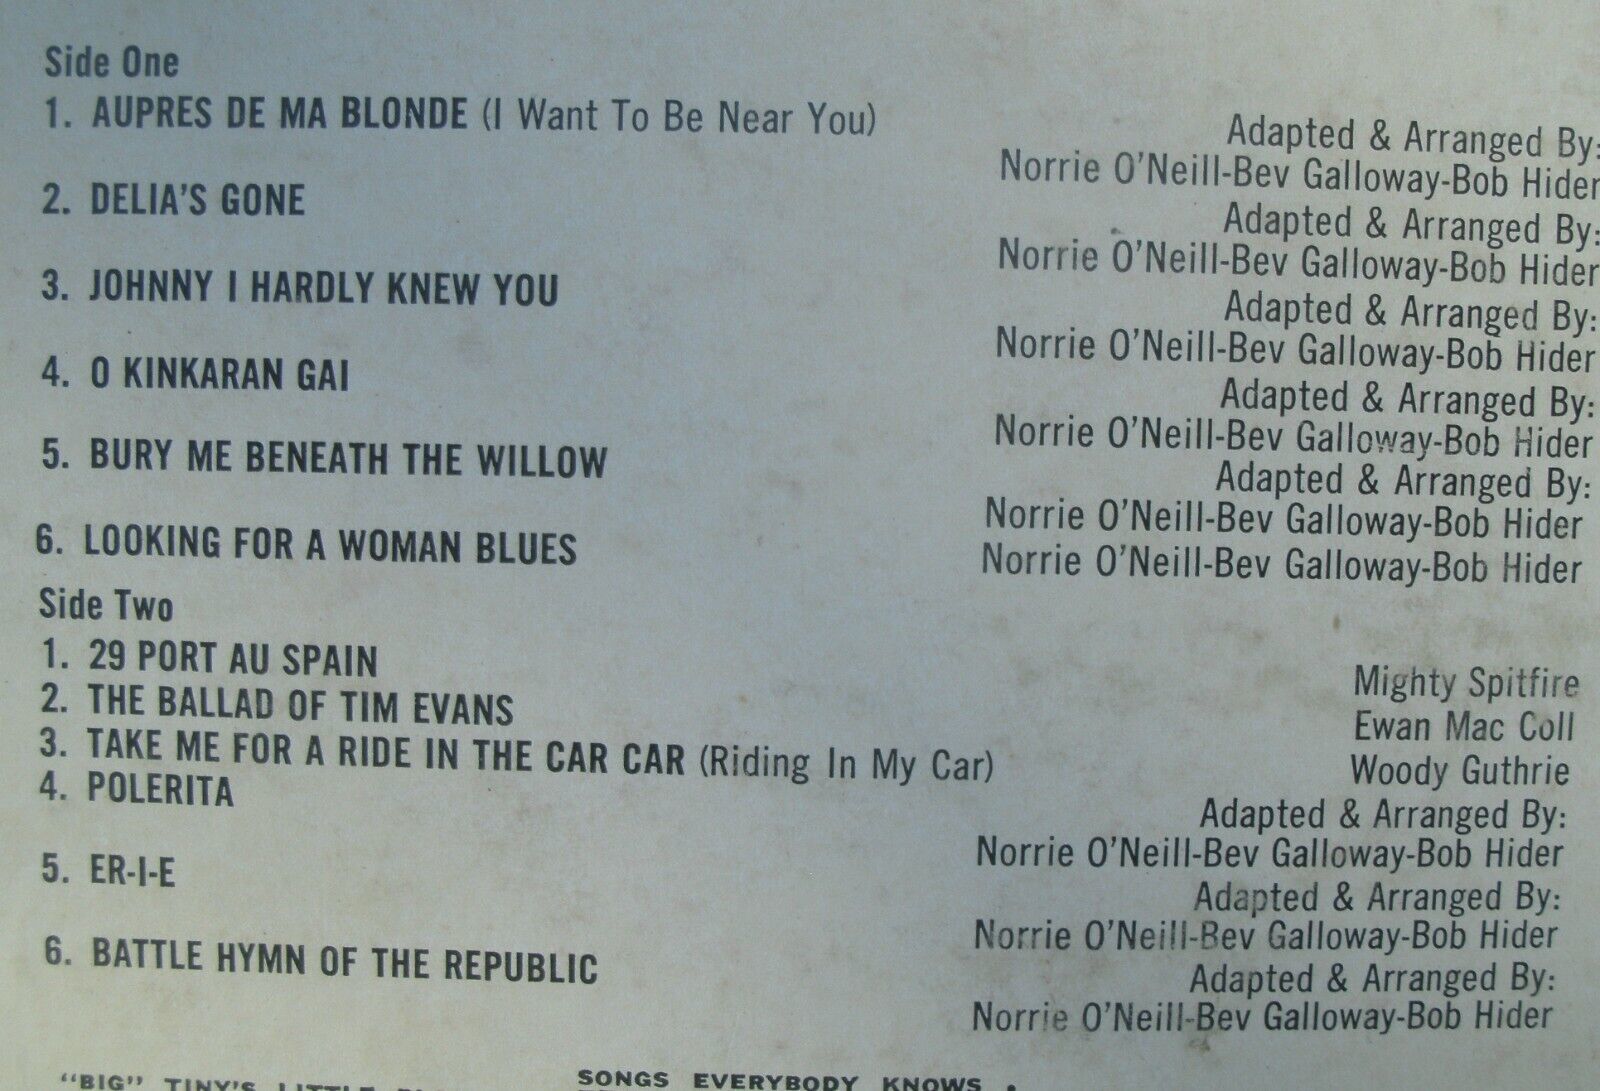 Side One
1. AUPRES DE MA BLONDE (I Want To Be Near You)
Adapted & Arranged By:
Norrie O'Neill-Bev Galloway-Bob Hider
2. DELIA'S GONE
Adapted & Arranged By:
Norrie O'Neill-Bev Galloway-Bob Hider
3. JOHNNY I HARDLY KNEW YOU
Adapted & Arranged By:
Norrie O'Neill-Bev Galloway-Bob Hider
4. O KINKARAN GAI
Adapted & Arranged By:
Norrie O'Neill-Bev Galloway-Bob Hider
5. BURY ME BENEATH THE WILLOW
Adapted & Arranged By:
Norrie O'Neill-Bev Galloway-Bob Hider
6. LOOKING FOR A WOMAN BLUES
Norrie O'Neill-Bev Galloway-Bob Hider
Side Two
1. 29 PORT AU SPAIN
Mighty Spitfire
2. THE BALLAD OF TIM EVANS
Ewan Mac Coll
3. TAKE ME FOR A RIDE IN THE CAR CAR (Riding In My Car)
Woody Guthrie
4. POLERITA
Adapted & Arranged By:
Norrie O'Neill-Bev Galloway-Bob Hider
5. ER-I-E
Adapted & Arranged By:
Norrie O'Neill-Bev Galloway-Bob Hider
6. BATTLE HYMN OF THE REPUBLIC
Adapted & Arranged By:
Norrie O'Neill-Bev Galloway-Bob Hider
"BIG" TINY'S LITTLE
SONGS EVERYBODY KNOWS •